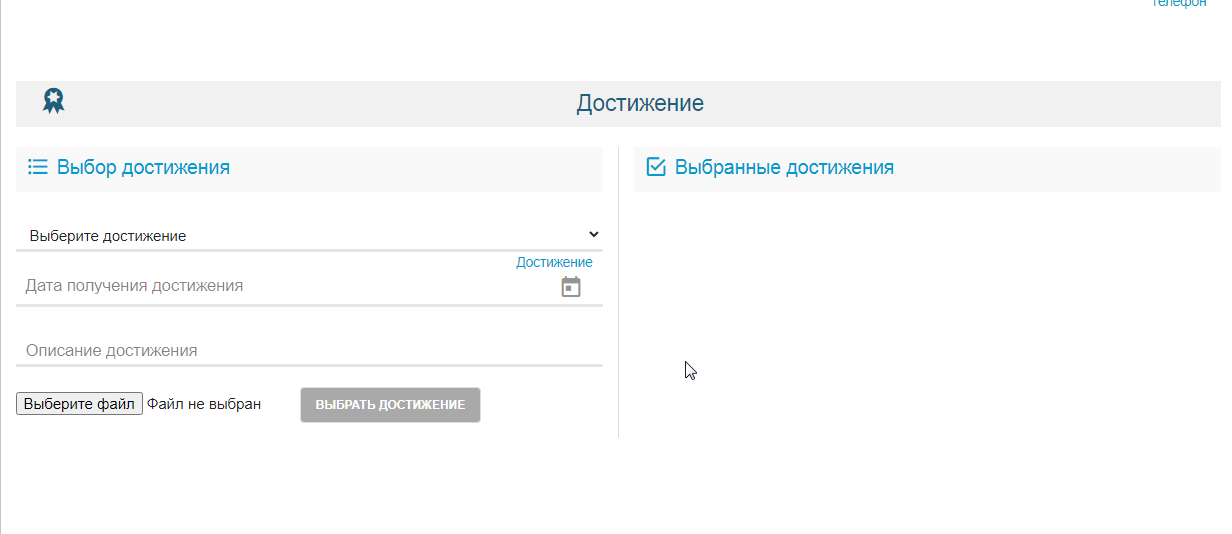 Телефон
Достижение
Выбор достижения
Выбранные достижения
Выберите достижение
Достижение
Дата получения достижения
Описание достижения
Выберите файл Файл не выбран
ВЫБРАТЬ ДОСТИЖЕНИЕ